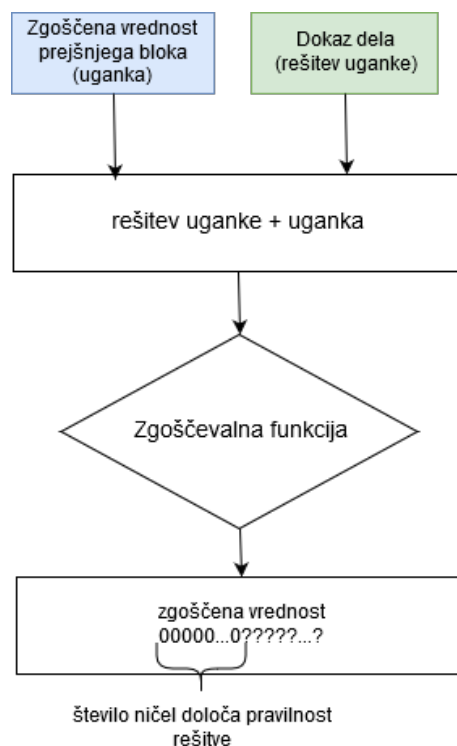 Zgoščena vrednost
prejšnjega bloka
(uganka)
Dokaz dela
(rešitev uganke)
rešitev uganke + uganka
Zgoščevalna funkcija
zgoščena vrednost
00000...0?????...?
število ničel določa pravilnost
rešitve